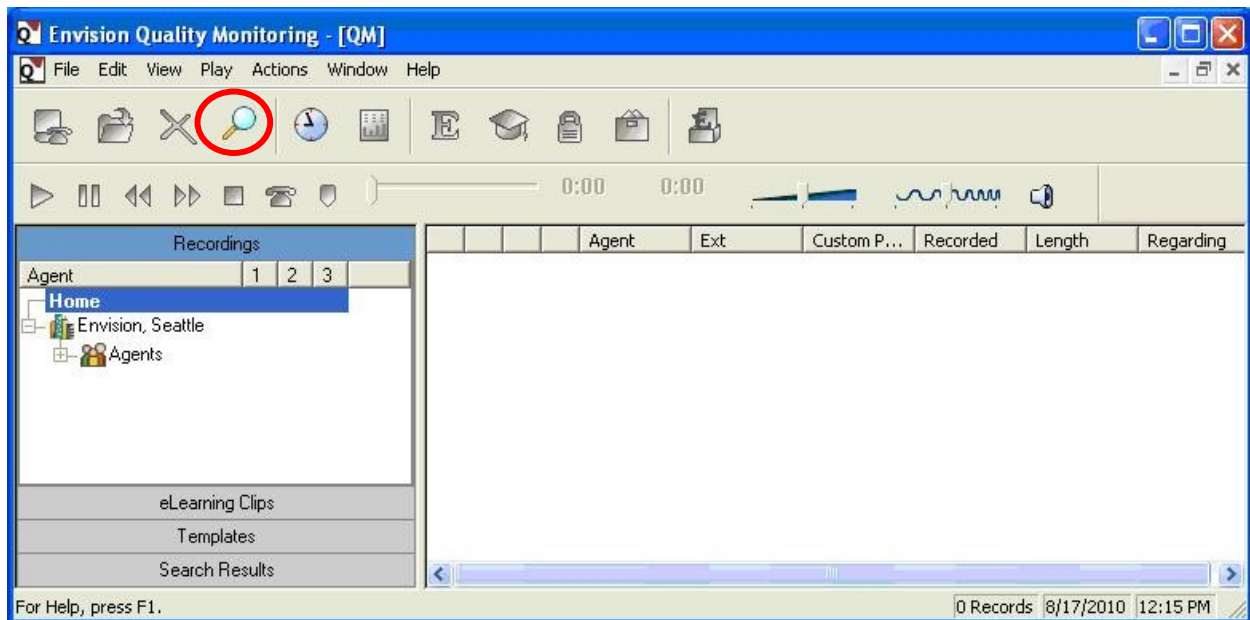 Envision Quality Monitoring - [QM]
File Edit View Play Actions Window Help
E
0:00 0:00
Recordings
Agent 1 2 3
Home
Envision, Seattle
Agents
eLearning Clips
Templates
Search Results
Agent Ext Custom P... Recorded Length Regarding
For Help, press F1. 0 Records 8/17/2010 12:15 PM